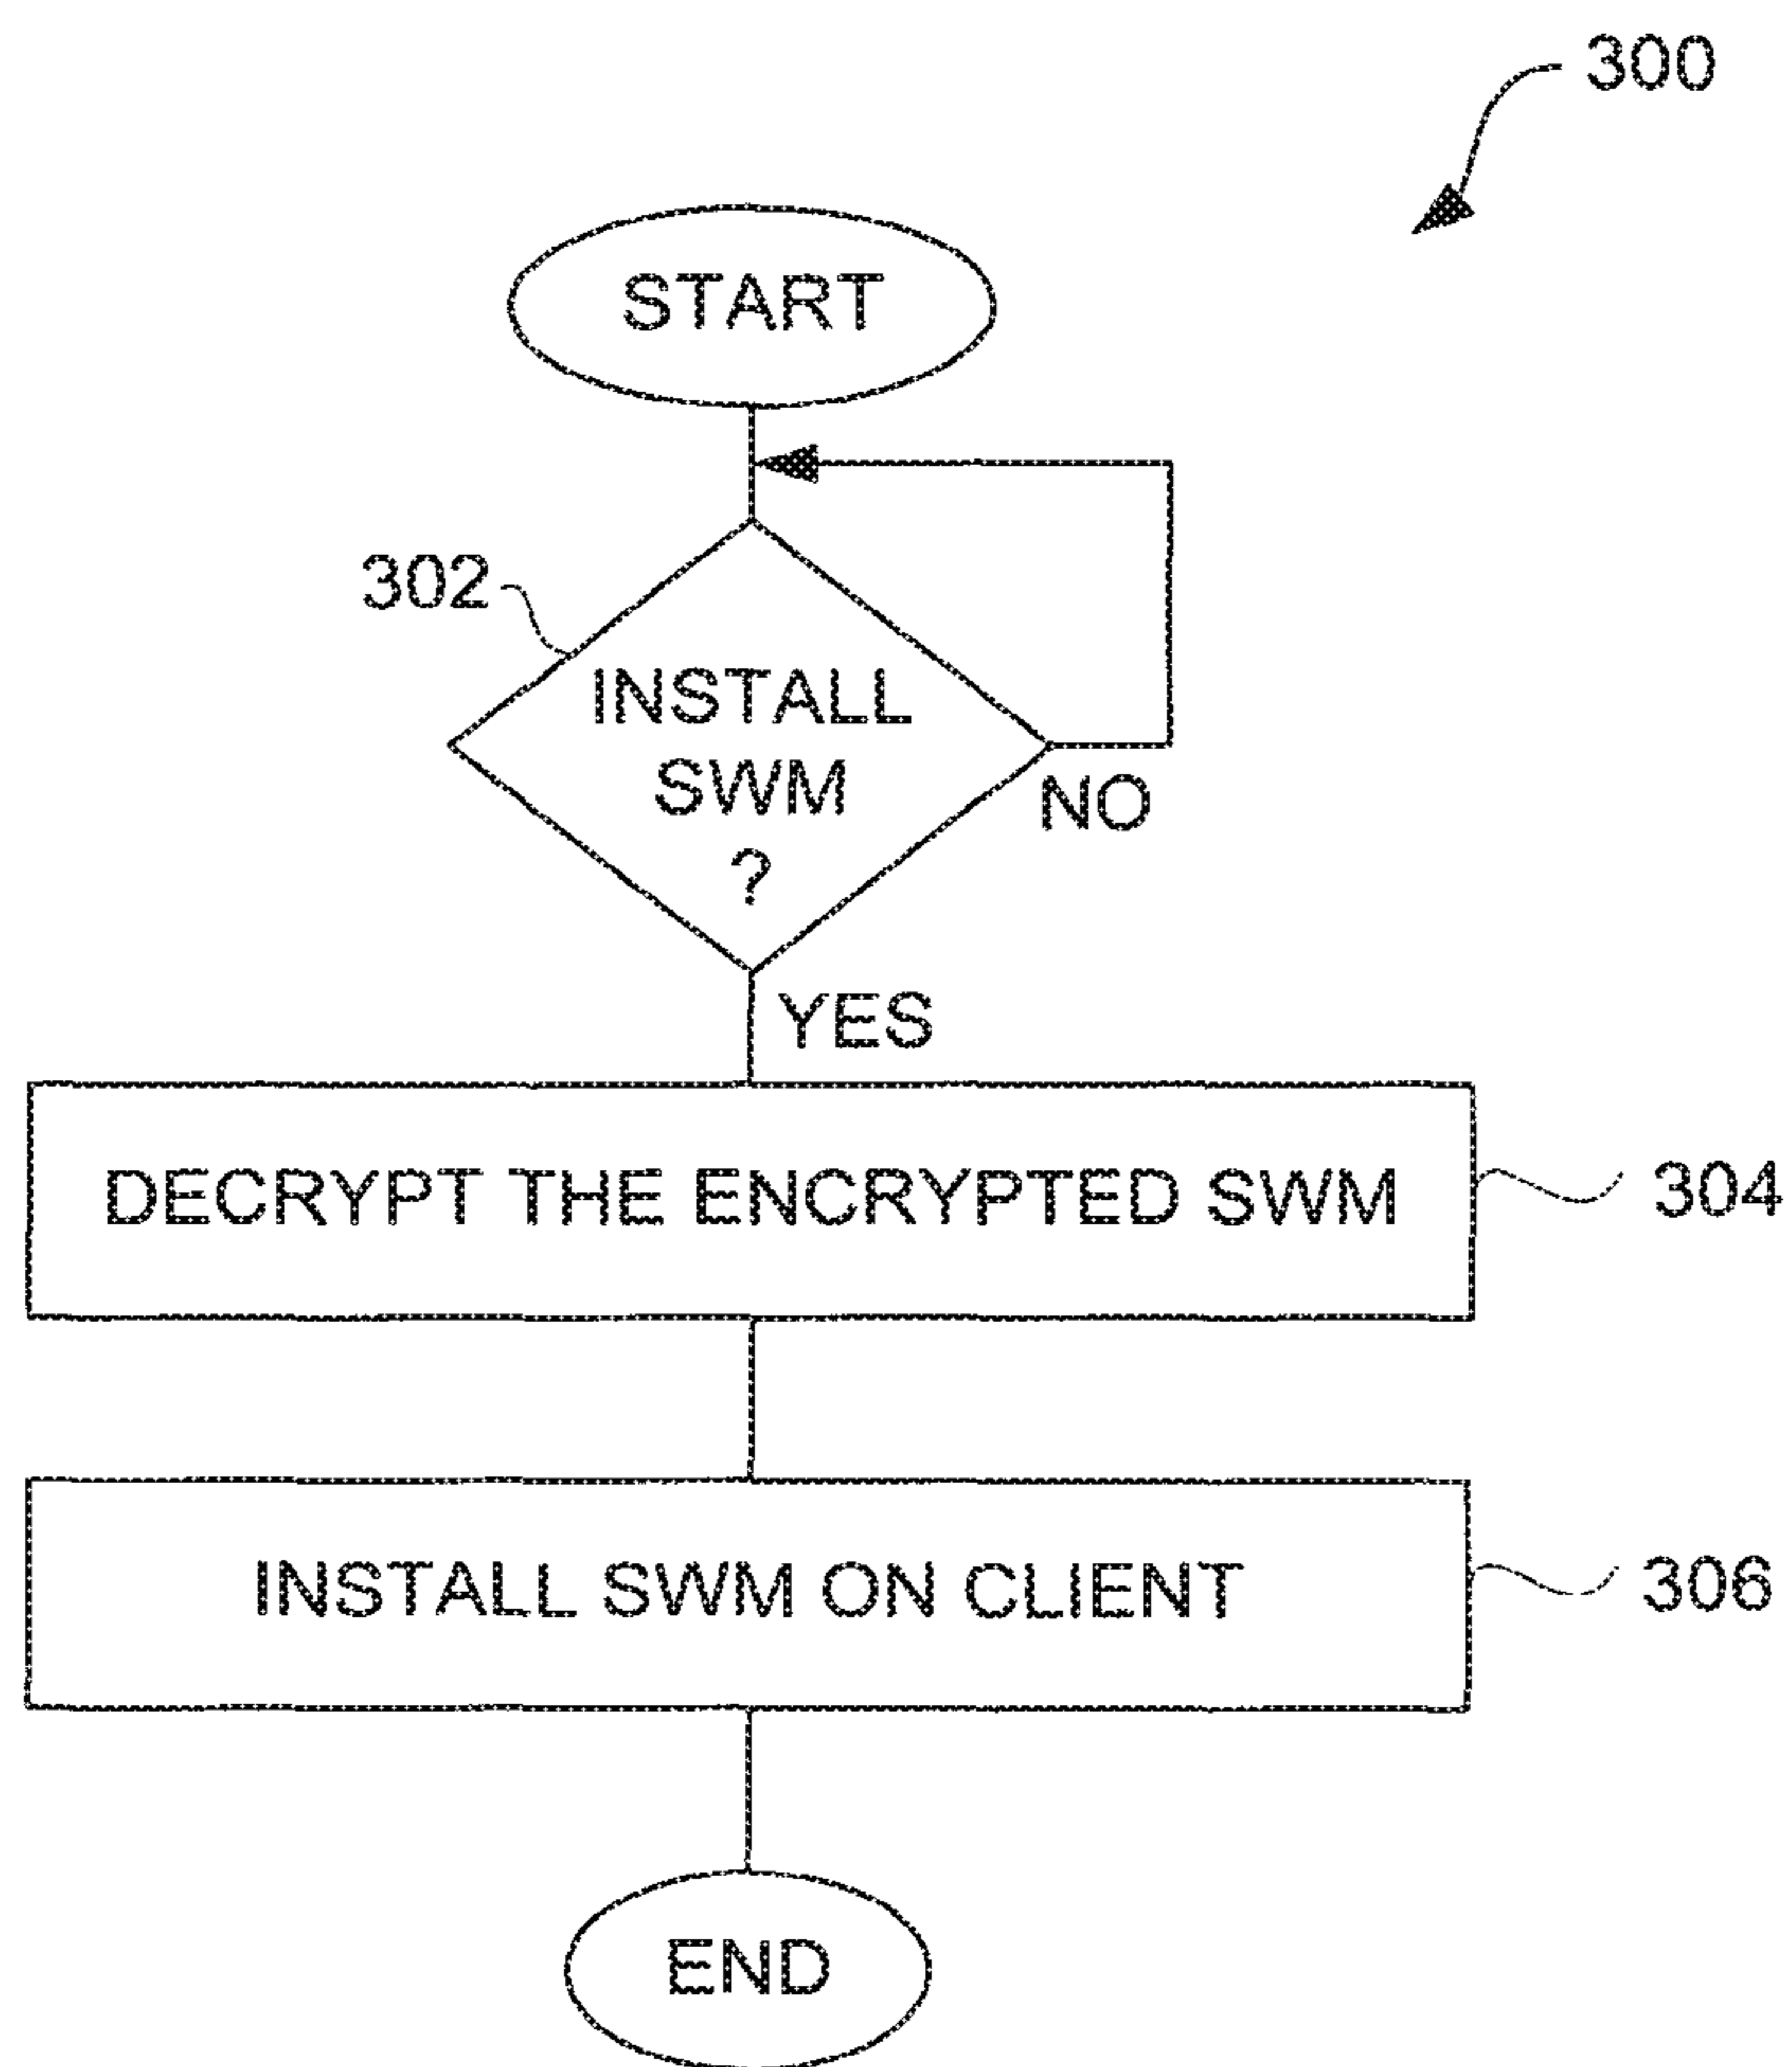 300
START
302
INSTALL
SWM
?
NO
YES
DECRYPT THE ENCRYPTED SWM
304
INSTALL SWM ON CLIENT
306
END